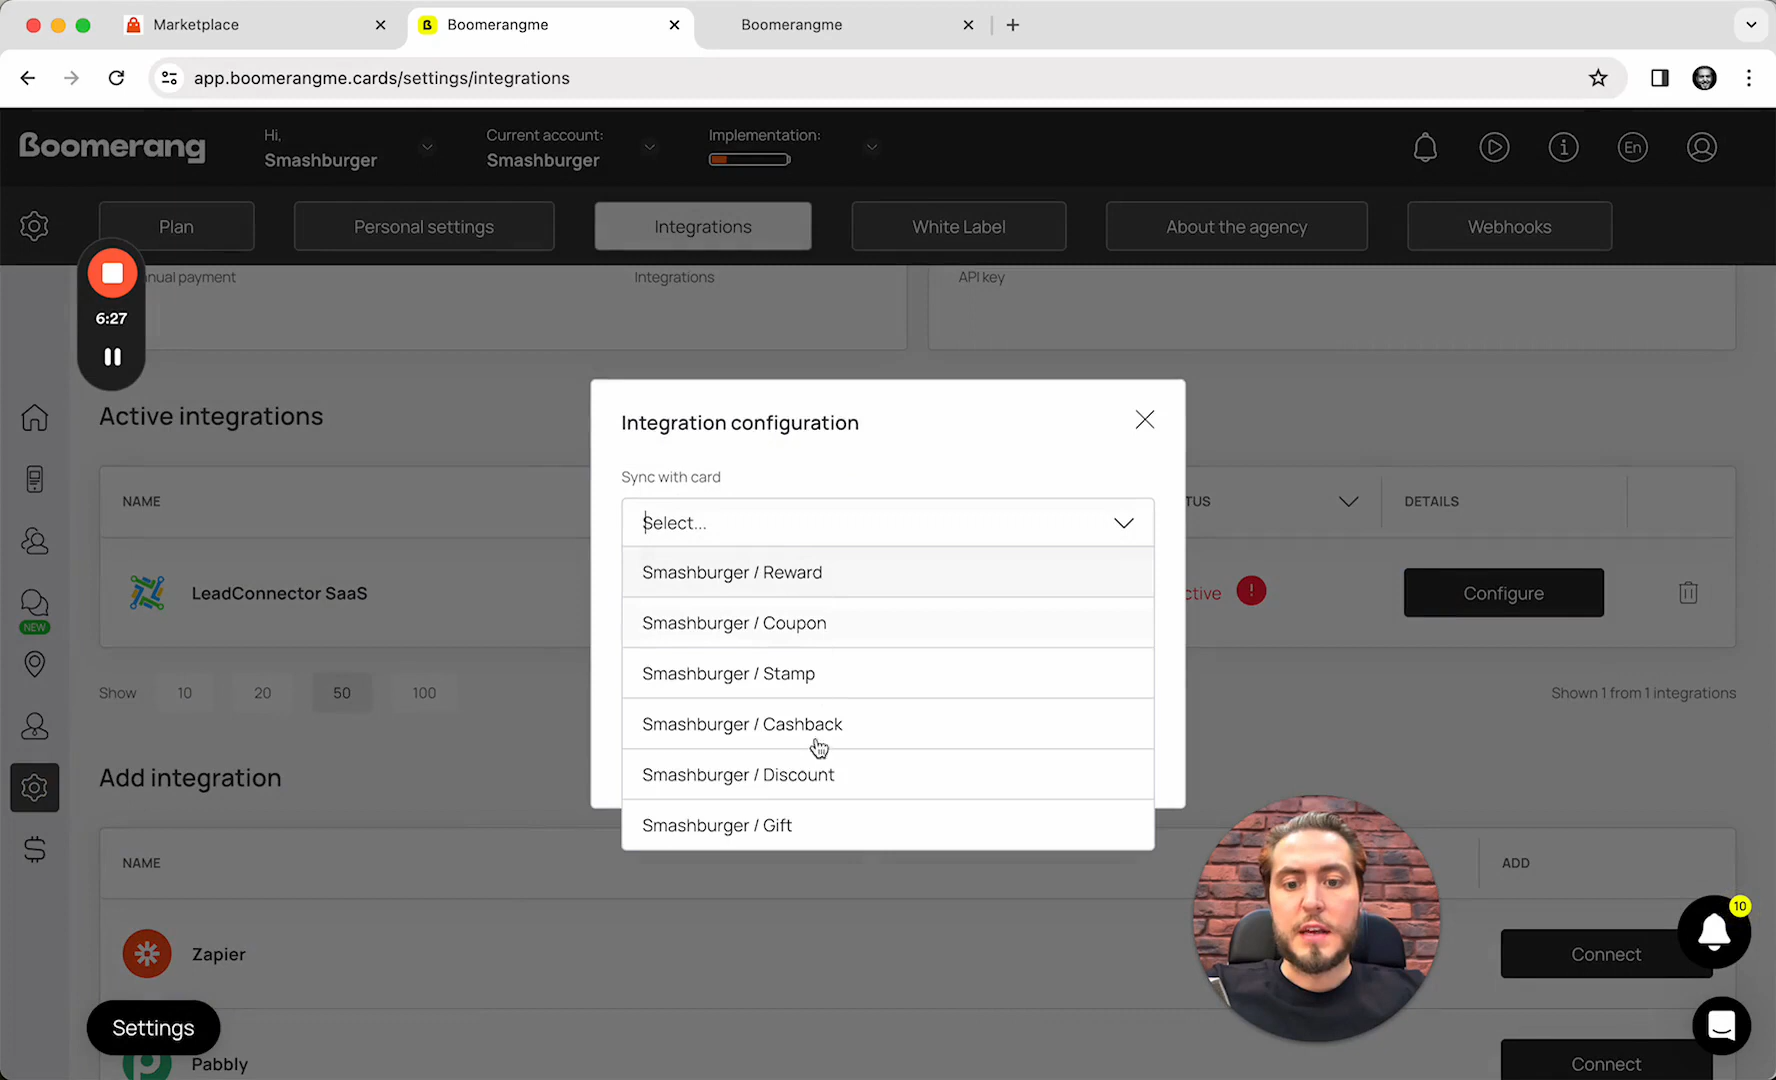 Marketplace
Boomerangme
Boomerangme
app.boomerangme.cards/settings/integrations
Boomerang
Hi,
Smashburger
Current account:
Smashburger
Implementation:
En
Plan
Personal settings
Integrations
White Label
About the agency
Webhooks
nnual payment
Integrations
API key
6:27
Active integrations
NAME
TUS
DETAILS
LeadConnector SaaS
ctive
!
Configure
NEW
Show
10
20
50
100
Shown 1 from 1 integrations
Integration configuration
Sync with card
Select...
Smashburger / Reward
Smashburger / Coupon
Smashburger / Stamp
Smashburger / Cashback
Smashburger / Discount
Smashburger / Gift
Add integration
NAME
ADD
Zapier
Connect
10
Settings
Pabbly
Connect